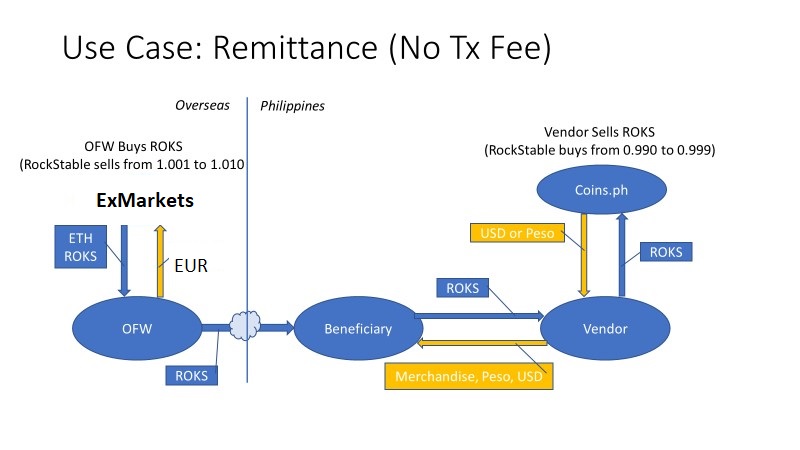 Use Case: Remittance (No Tx Fee)
Overseas
Philippines
OFW Buys ROKS
(RockStable sells from 1.001 to 1.010
Vendor Sells ROKS
(RockStable buys from 0.990 to 0.999)
ExMarkets
Coins.ph
ETH
ROKS
EUR
USD or Peso
ROKS
ROKS
OFW
Beneficiary
Vendor
ROKS
Merchandise, Peso, USD